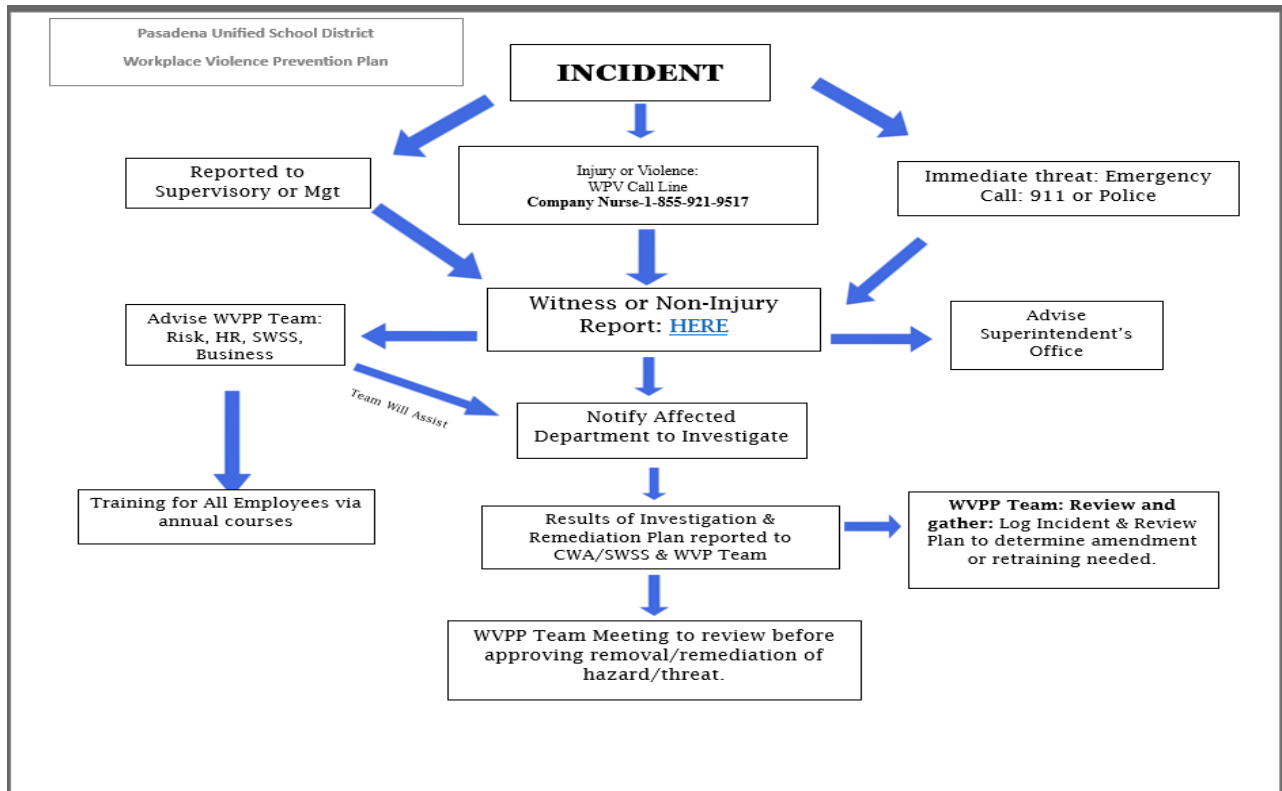 Pasadena Unified School District
Workplace Violence Prevention Plan
INCIDENT
Reported to
Supervisory or Mgt
Injury or Violence:
WPV Call Line
Company Nurse-1-855-921-9517
Immediate threat: Emergency
Call: 911 or Police
Witness or Non-Injury
Report: HERE
Advise WVPP Team:
Risk, HR, SWSS,
Business
Advise
Superintendent's
Office
Team Will Assist
Notify Affected
Department to Investigate
Training for All Employees via
annual courses
Results of Investigation &
Remediation Plan reported to
CWA/SWSS & WVP Team
WVPP Team: Review and
gather: Log Incident & Review
Plan to determine amendment
or retraining needed.
WVPP Team Meeting to review before
approving removal/remediation of
hazard/threat.